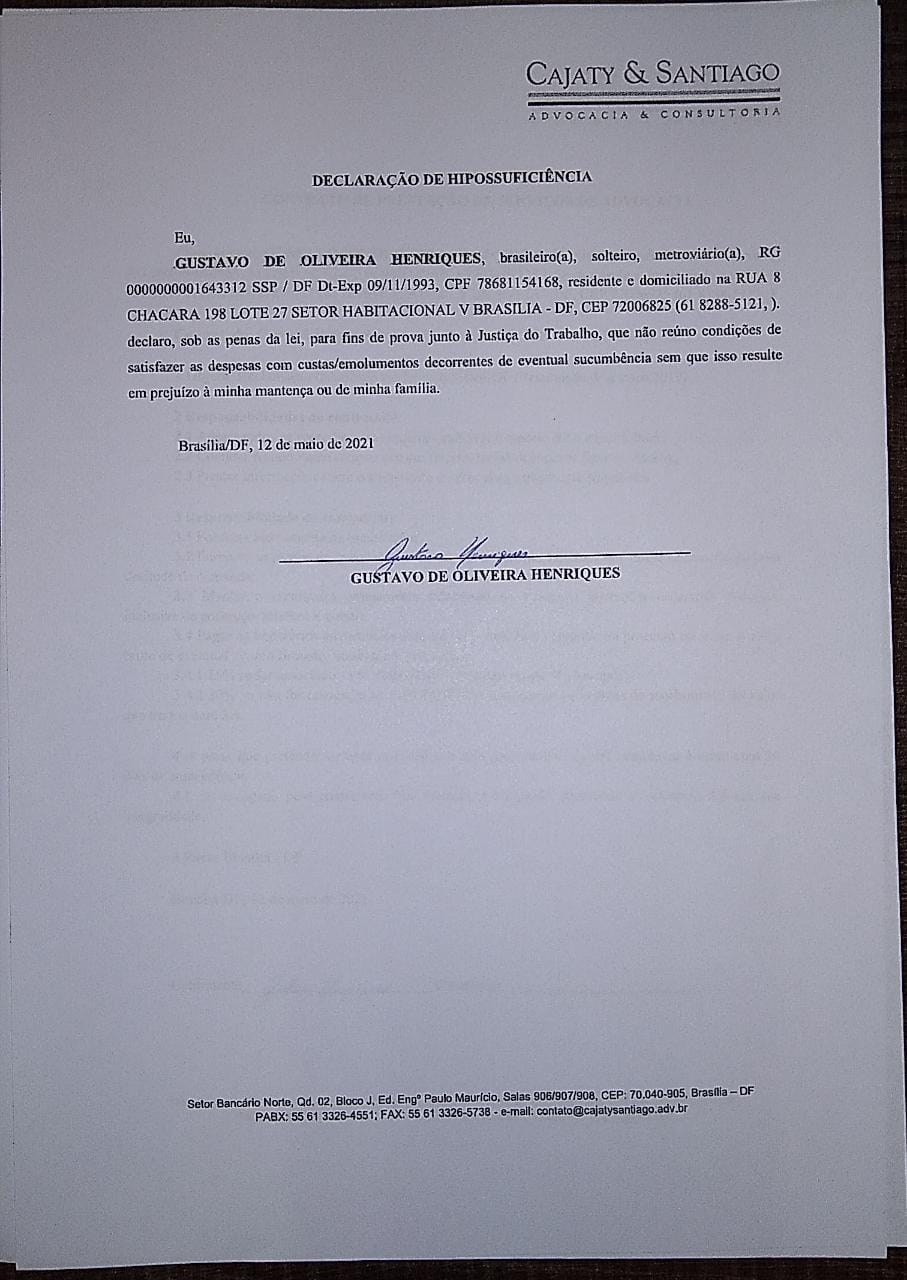 CAJATY & SANTIAGO
ADVOCACIA & CONSULTORIA
DECLARAÇÃO DE HIPOSSUFICIÊNCIA
Eu,
GUSTAVO DE OLIVEIRA HENRIQUES, brasileiro(a), solteiro, metroviário(a), RG
0000000001643312 SSP / DF Dt-Exp 09/11/1993, CPF 78681154168, residente e domiciliado na RUA 8
CHACARA 198 LOTE 27 SETOR HABITACIONAL V BRASILIA - DF, CEP 72006825 (61 8288-5121, ).
declaro, sob as penas da lei, para fins de prova junto à Justiça do Trabalho, que não reúno condições de
satisfazer as despesas com custas/emolumentos decorrentes de eventual sucumbência sem que isso resulte
em prejuízo à minha mantença ou de minha família.
Brasília/DF, 12 de maio de 2021
Gustavo Henriques
GUSTAVO DE OLIVEIRA HENRIQUES
Setor Bancário Norte, Qd. 02, Bloco J, Ed. Engº Paulo Maurício, Salas 906/907/908, CEP: 70.040-905, Brasília – DF
PABX: 55 61 3326-4551; FAX: 55 61 3326-5738 - e-mail: contato@cajatysantiago.adv.br